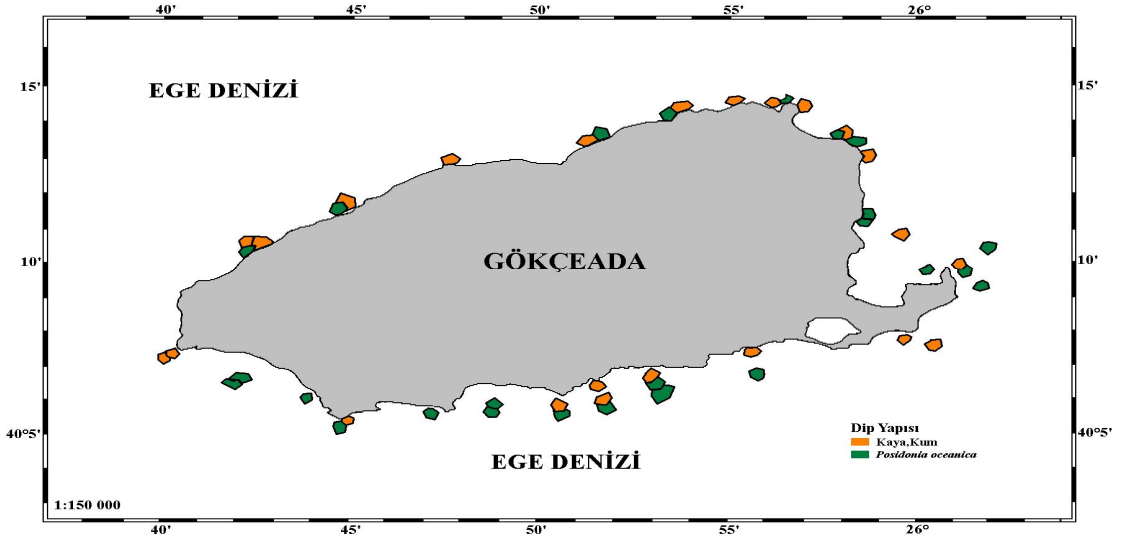 40' 45' 50' 55' 26°
15' 15'
EGE DENİZİ
GÖKÇEADA
10' 10'
40°5' 40°5'
Dip Yapısı
Kaya,Kum
Posidonia oceanica
EGE DENİZİ
1:150 000
40' 45' 50' 55' 26°